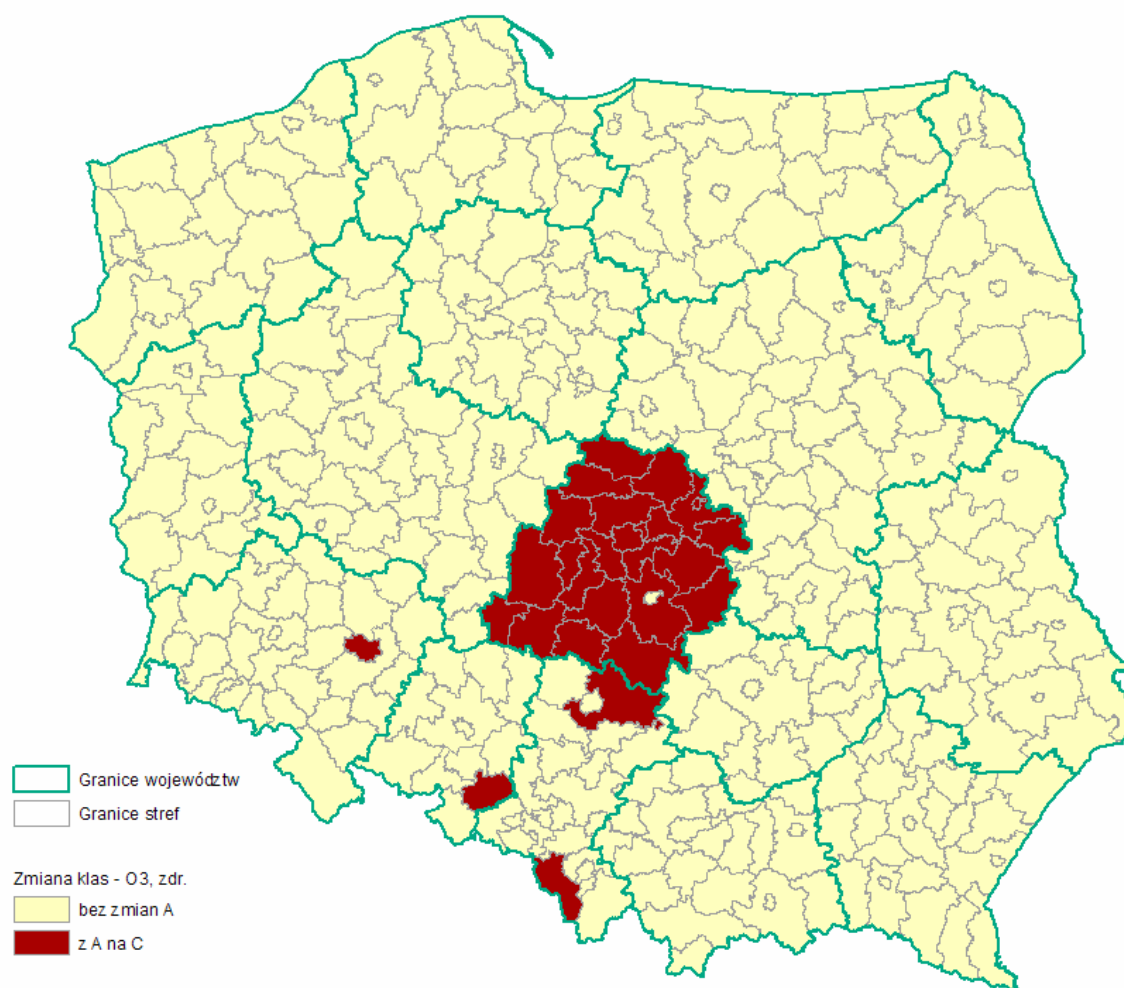 Granice województw
Granice stref
Zmiana klas - O3, zdr.
bez zmian A
z A na C